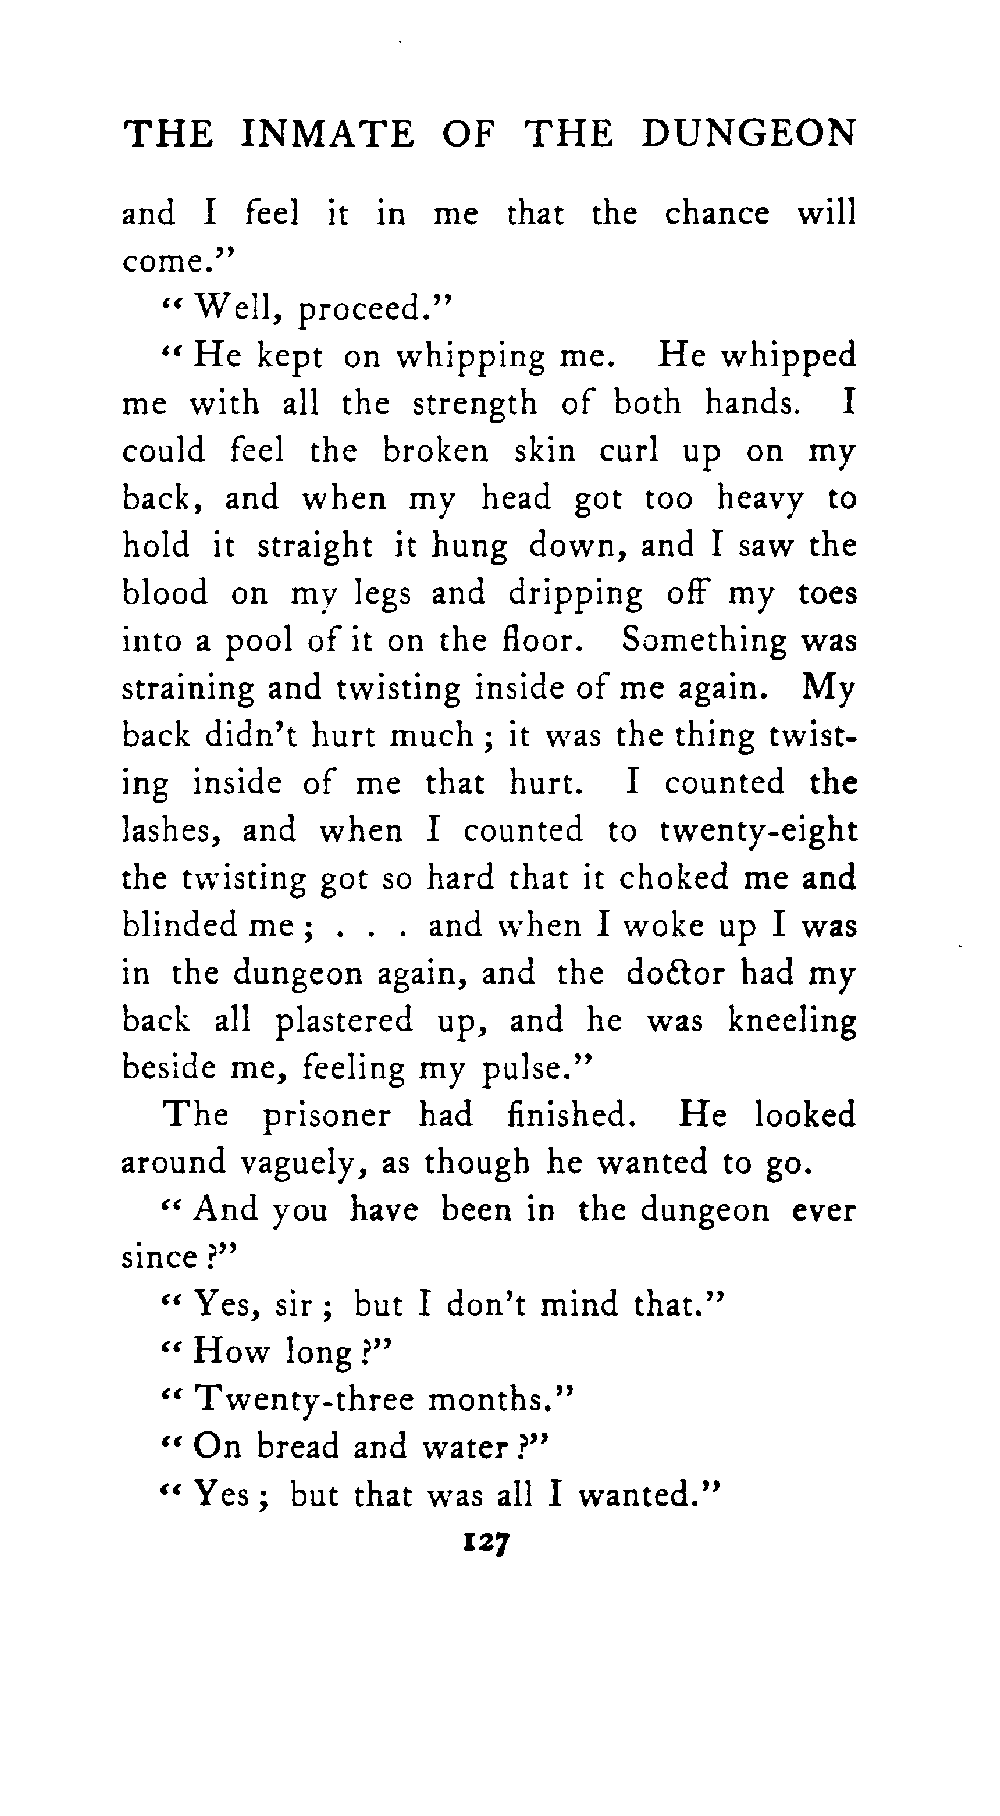 THE INMATE OF THE DUNGEON
and I feel it in me that the chance will
come."
"Well, proceed."
"He kept on whipping me. He whipped
me with all the strength of both hands. I
could feel the broken skin curl up on my
back, and when my head got too heavy to
hold it straight it hung down, and I saw the
blood on my legs and dripping off my toes
into a pool of it on the floor. Something was
straining and twisting inside of me again. My
back didn't hurt much; it was the thing twist-
ing inside of me that hurt. I counted the
lashes, and when I counted to twenty-eight
the twisting got so hard that it choked me and
blinded me; . . . and when I woke up I was
in the dungeon again, and the doctor had my
back all plastered up, and he was kneeling
beside me, feeling my pulse."
The prisoner had finished. He looked
around vaguely, as though he wanted to go.
"And you have been in the dungeon ever
since?"
"Yes, sir; but I don't mind that."
"How long?"
"Twenty-three months."
"On bread and water?"
"Yes; but that was all I wanted."
127